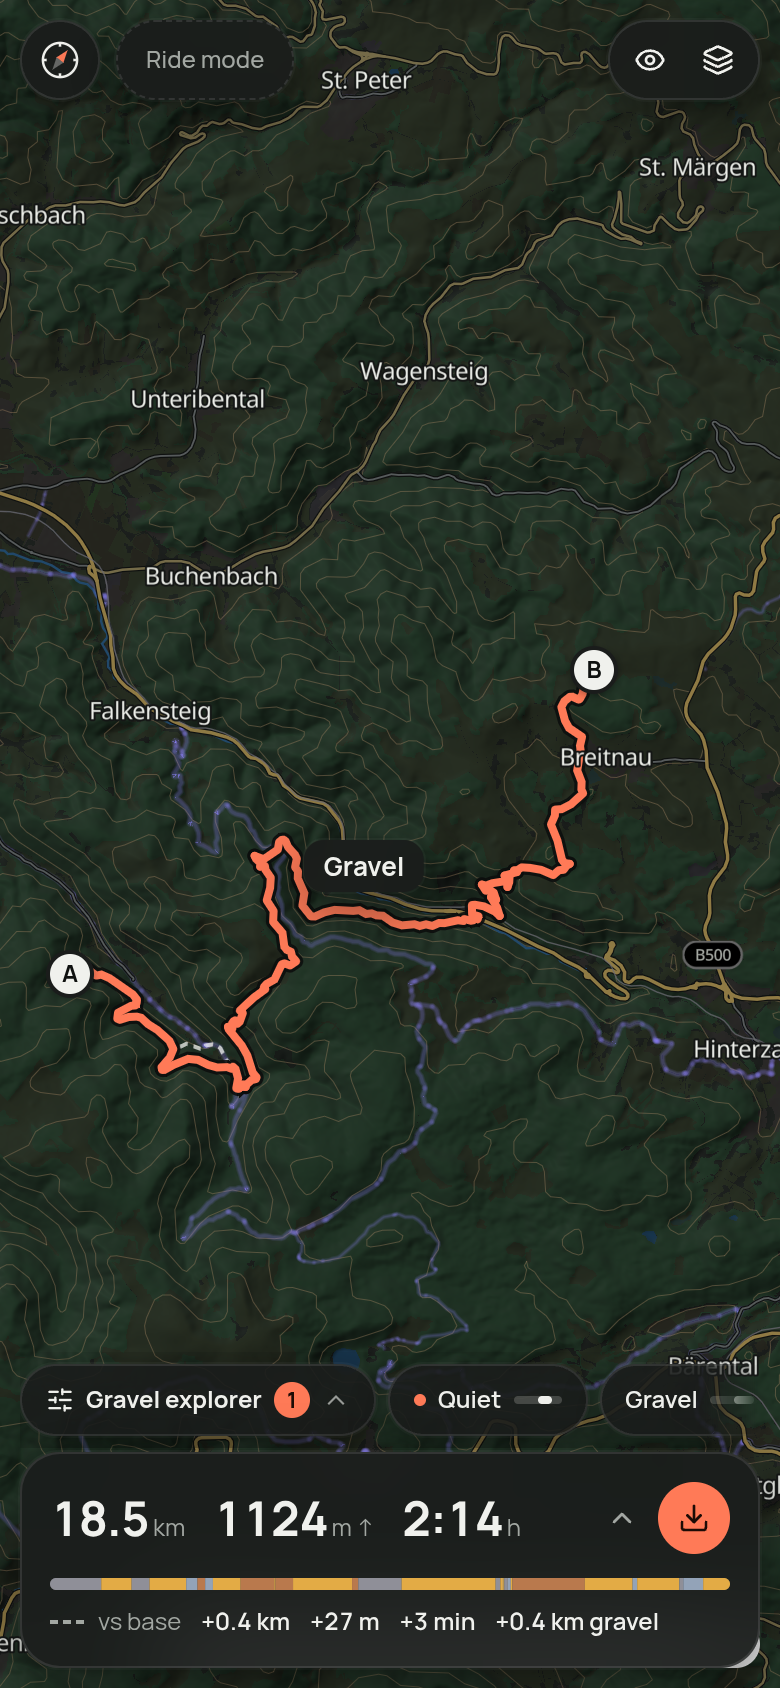 Ride mode
St. Peter
St. Märgen
schbach
Wagensteig
Unteribental
Buchenbach
B
Falkensteig
Breitnau
Gravel
B500
A
Hinterza
Bärental
Gravel explorer 1
Quiet
Gravel
18.5 km 1124 m ↑ 2:14 h
vs base +0.4 km +27 m +3 min +0.4 km gravel